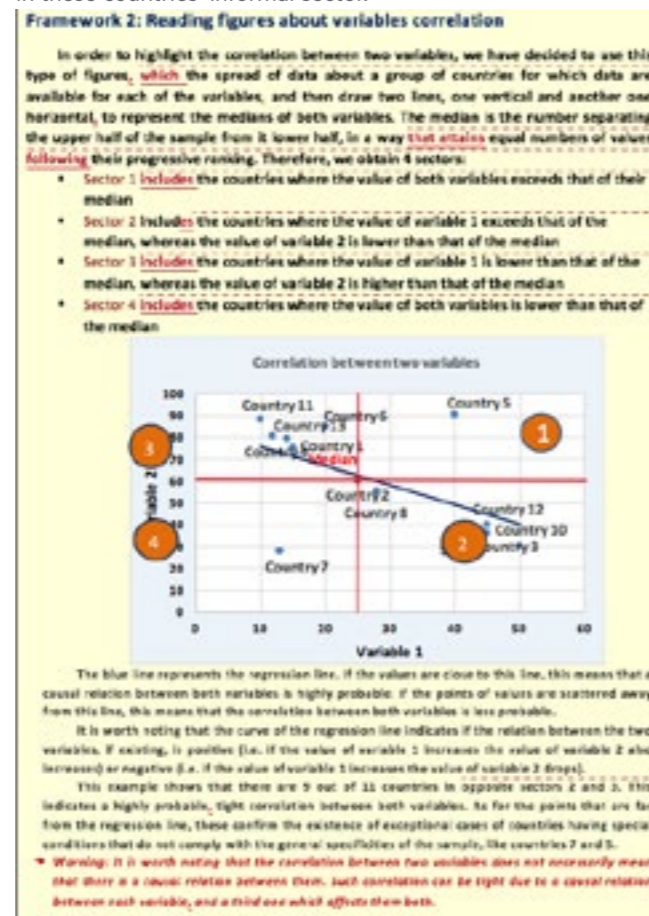 in these countries' informal sector.
Framework 2: Reading figures about variables correlation
In order to highlight the correlation between two variables, we have decided to use this
type of figures, which the spread of data about a group of countries for which data are
available for each of the variables, and then draw two lines, one vertical and another one
horizontal, to represent the medians of both variables. The median is the number separating
the upper half of the sample from it lower half, in a way that attains equal numbers of values
following their progressive ranking. Therefore, we obtain 4 sectors:
• Sector 1 includes the countries where the value of both variables exceeds that of their
median
• Sector 2 includes the countries where the value of variable 1 exceeds that of the
median, whereas the value of variable 2 is lower than that of the median
• Sector 3 includes the countries where the value of variable 1 is lower than that of the
median, whereas the value of variable 2 is higher than that of the median
• Sector 4 includes the countries where the value of both variables is lower than that of
the median
Correlation between two variables
100
90
70
60
50
40
20
10
0
Country 11
Country 6
Country 5
Country 13
Country 1
Median
Country 2
Country 8
Country 12
Country 10
Country 3
Country 7
1
2
3
4
0 10 20 30 40 50 60
Variable 1
The blue line represents the regression line. If the values are close to this line, this means that a
causal relation between both variables is highly probable. If the points of values are scattered away
from this line, this means that the correlation between both variables is less probable.
It is worth noting that the curve of the regression line indicates if the relation between the two
variables, if existing, is positive (i.e. if the value of variable 1 increases the value of variable 2 also
increases) or negative (i.e. if the value of variable 1 increases the value of variable 2 drops).
This example shows that there are 9 out of 11 countries in opposite sectors 2 and 3. This
indicates a highly probable, tight correlation between both variables. As for the points that are far
from the regression line, these confirm the existence of exceptional cases of countries having special
conditions that do not comply with the general specificities of the sample, like countries 7 and 5.
Warning: It is worth noting that the correlation between two variables does not necessarily mean
that there is a causal relation between them. Such correlation can be tight due to a causal relation
between each variable, and a third one which affects them both.